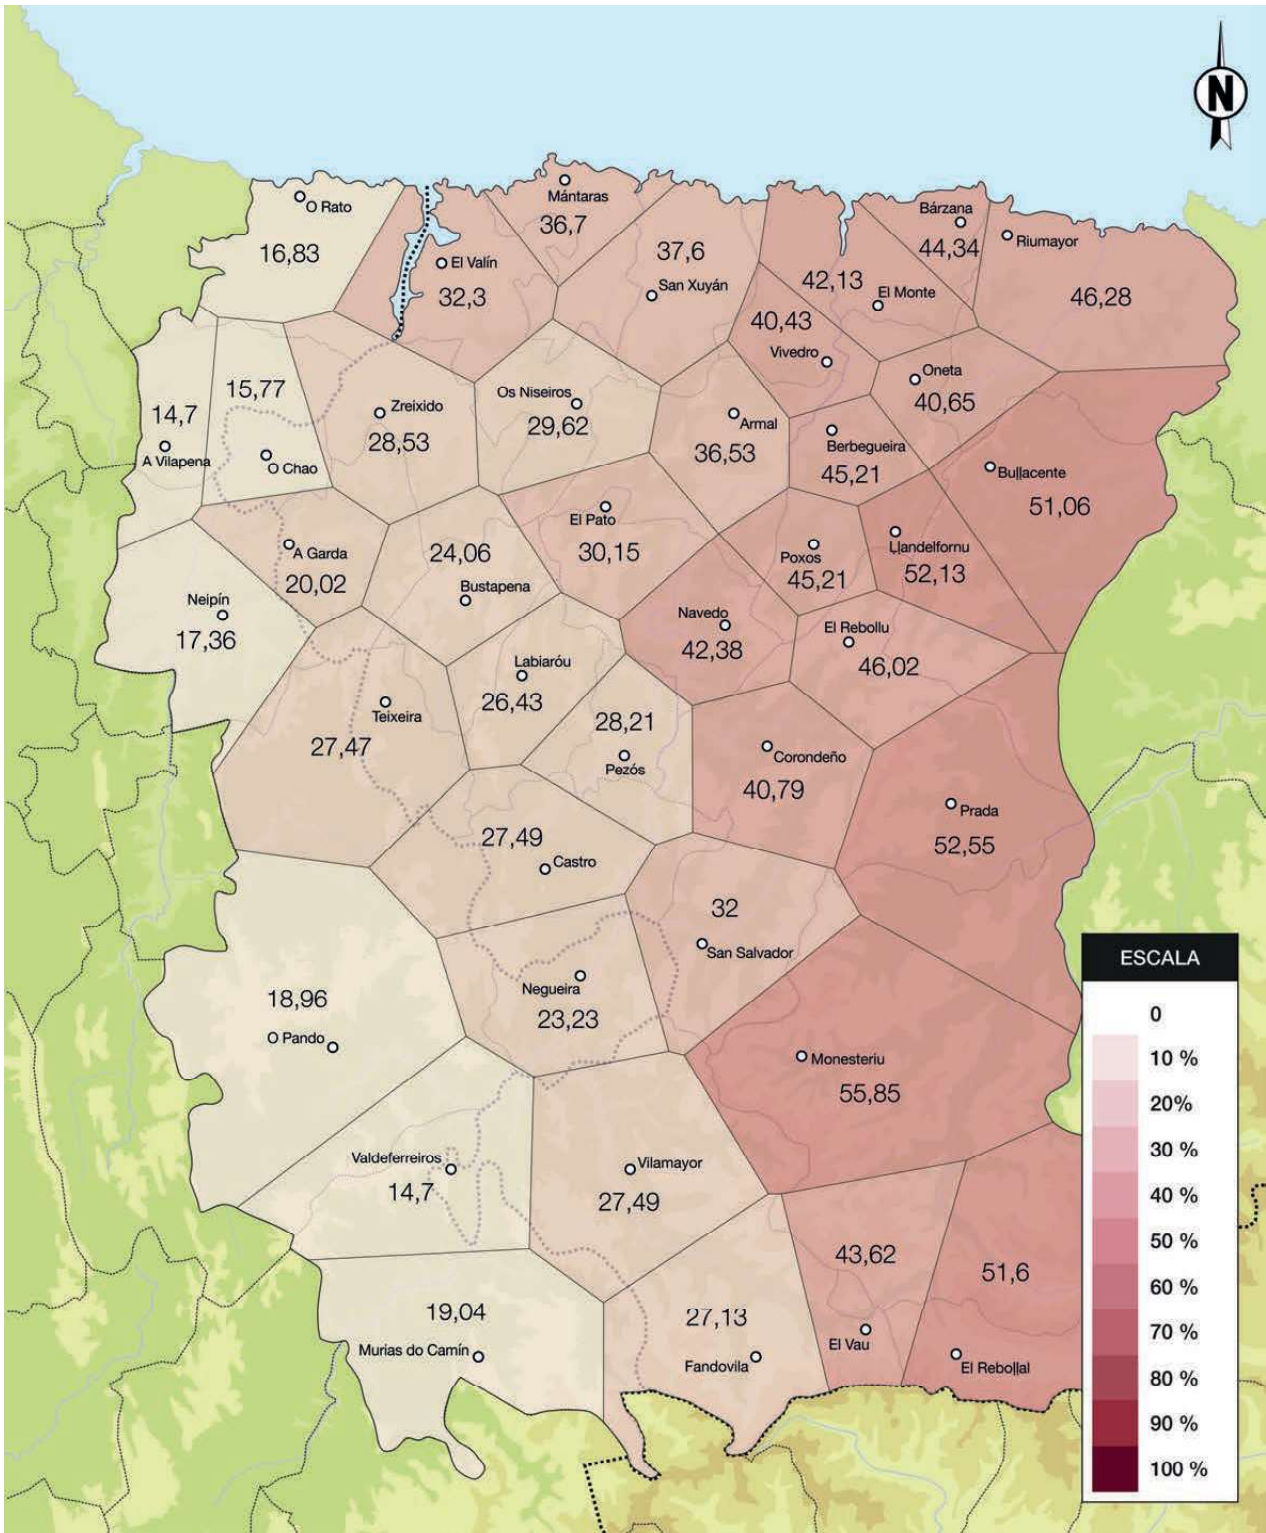 N
O Rato
16,83
El Valín
32,3
Mántaras
36,7
37,6
San Xuyán
42,13
El Monte
Bárzana
44,34
Riumayor
46,28
14,7
A Vilapena
15,77
O Chao
Zreixido
28,53
Os Niseiros
29,62
Armal
36,53
40,43
Vivedro
Oneta
40,65
Berbegueira
45,21
Buḷḷacente
51,06
A Garda
20,02
24,06
Bustapena
El Pato
30,15
Poxos
45,21
Ḷḷandelfornu
52,13
Neipín
17,36
Navedo
42,38
El Rebollu
46,02
Teixeira
27,47
Labiaróu
26,43
28,21
Pezós
Corondeño
40,79
Prada
52,55
27,49
Castro
32
San Salvador
18,96
O Pando
Negueira
23,23
Monesteriu
55,85
Valdeferreiros
14,7
Vilamayor
27,49
43,62
El Vau
51,6
El Reboḷḷal
19,04
Murias do Camín
27,13
Fandovila
ESCALA
0
10 %
20%
30 %
40 %
50 %
60 %
70 %
80 %
90 %
100 %